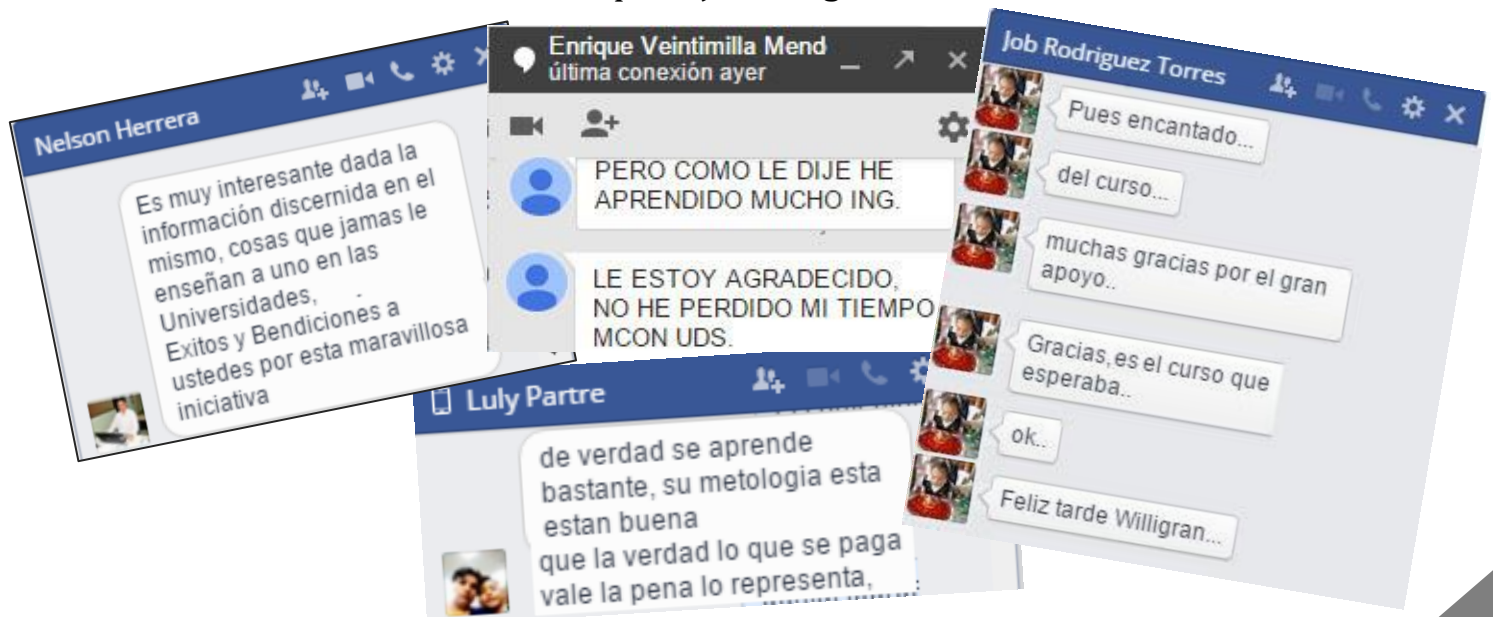 Nelson Herrera
Es muy interesante dada la
información discernida en el
mismo, cosas que jamas le
enseñan a uno en las
Universidades,
Exitos y Bendiciones a
ustedes por esta maravillosa
iniciativa
Enrique Veintimilla Mend
última conexión ayer
PERO COMO LE DIJE HE
APRENDIDO MUCHO ING.
LE ESTOY AGRADECIDO,
NO HE PERDIDO MI TIEMPO
MCON UDS.
Luly Partre
de verdad se aprende
bastante, su metologia esta
estan buena
que la verdad lo que se paga
vale la pena lo representa,
Job Rodriguez Torres
Pues encantado...
del curso...
muchas gracias por el gran
apoyo..
Gracias,es el curso que
esperaba..
ok..
Feliz tarde Willigran...